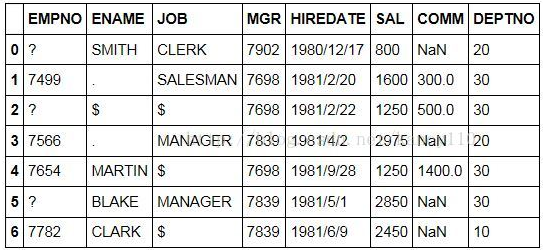 EMPNO ENAME JOB MGR HIREDATE SAL COMM DEPTNO
0 ? SMITH CLERK 7902 1980/12/17 800 NaN 20
1 7499 . SALESMAN 7698 1981/2/20 1600 300.0 30
2 ? $ $ 7698 1981/2/22 1250 500.0 30
3 7566 . MANAGER 7839 1981/4/2 2975 NaN 20
4 7654 MARTIN $ 7698 1981/9/28 1250 1400.0 30
5 ? BLAKE MANAGER 7839 1981/5/1 2850 NaN 30
6 7782 CLARK $ 7839 1981/6/9 2450 NaN 10